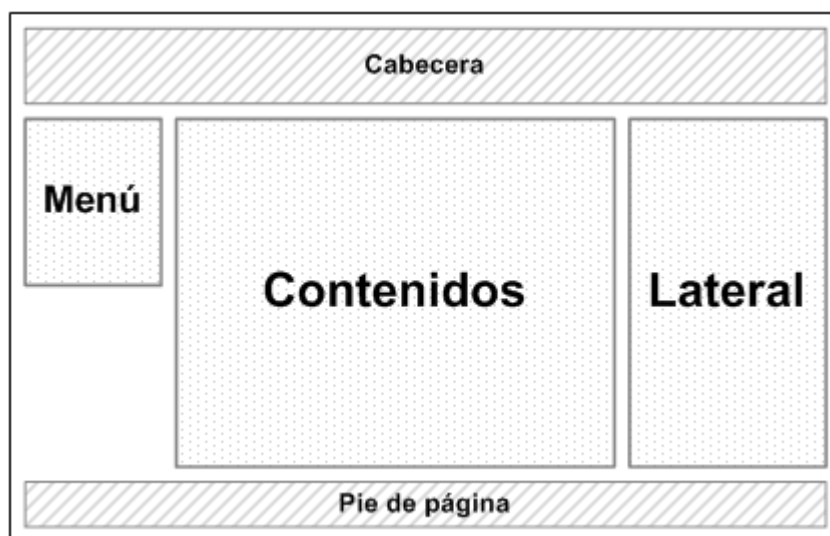 Cabecera
Menú
Contenidos
Lateral
Pie de página